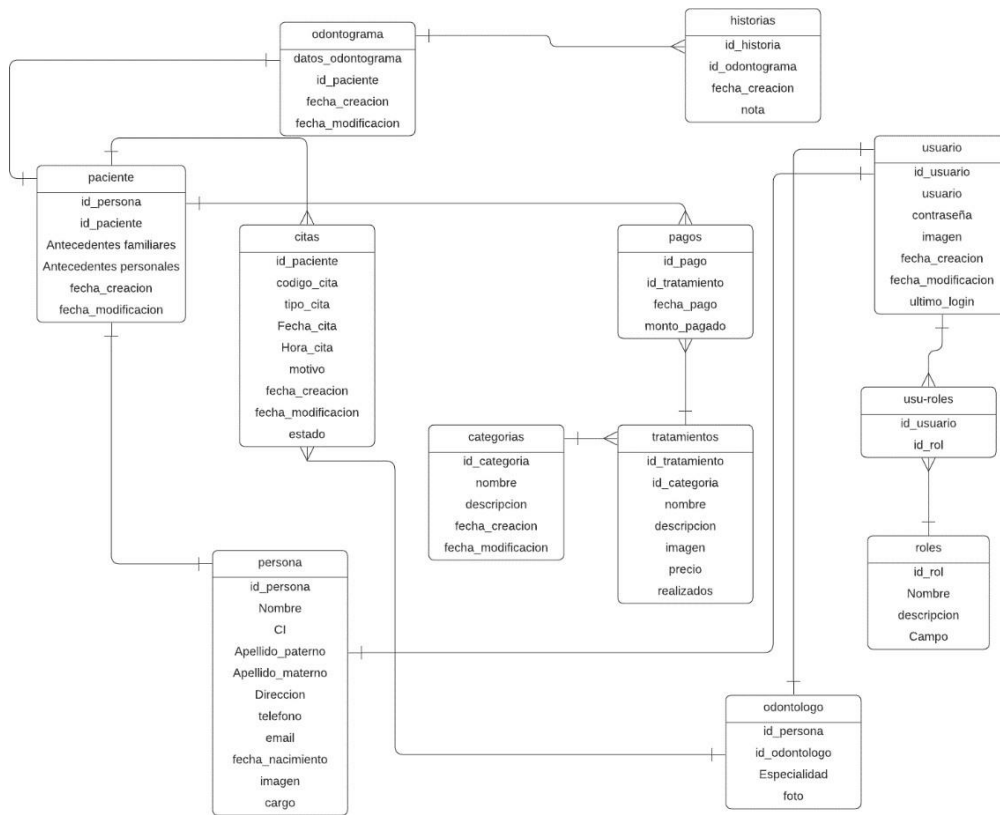 odontograma
datos_odontograma
id_paciente
fecha_creacion
fecha_modificacion
historias
id_historia
id_odontograma
fecha_creacion
nota
paciente
id_persona
id_paciente
Antecedentes familiares
Antecedentes personales
fecha_creacion
fecha_modificacion
citas
id_paciente
codigo_cita
tipo_cita
Fecha_cita
Hora_cita
motivo
fecha_creacion
fecha_modificacion
estado
pagos
id_pago
id_tratamiento
fecha_pago
monto_pagado
usuario
id_usuario
usuario
contraseña
imagen
fecha_creacion
fecha_modificacion
ultimo_login
usu-roles
id_usuario
id_rol
categorias
id_categoria
nombre
descripcion
fecha_creacion
fecha_modificacion
tratamientos
id_tratamiento
id_categoria
nombre
descripcion
imagen
precio
realizados
roles
id_rol
Nombre
descripcion
Campo
persona
id_persona
Nombre
CI
Apellido_paterno
Apellido_materno
Direccion
telefono
email
fecha_nacimiento
imagen
cargo
odontologo
id_persona
id_odontologo
Especialidad
foto